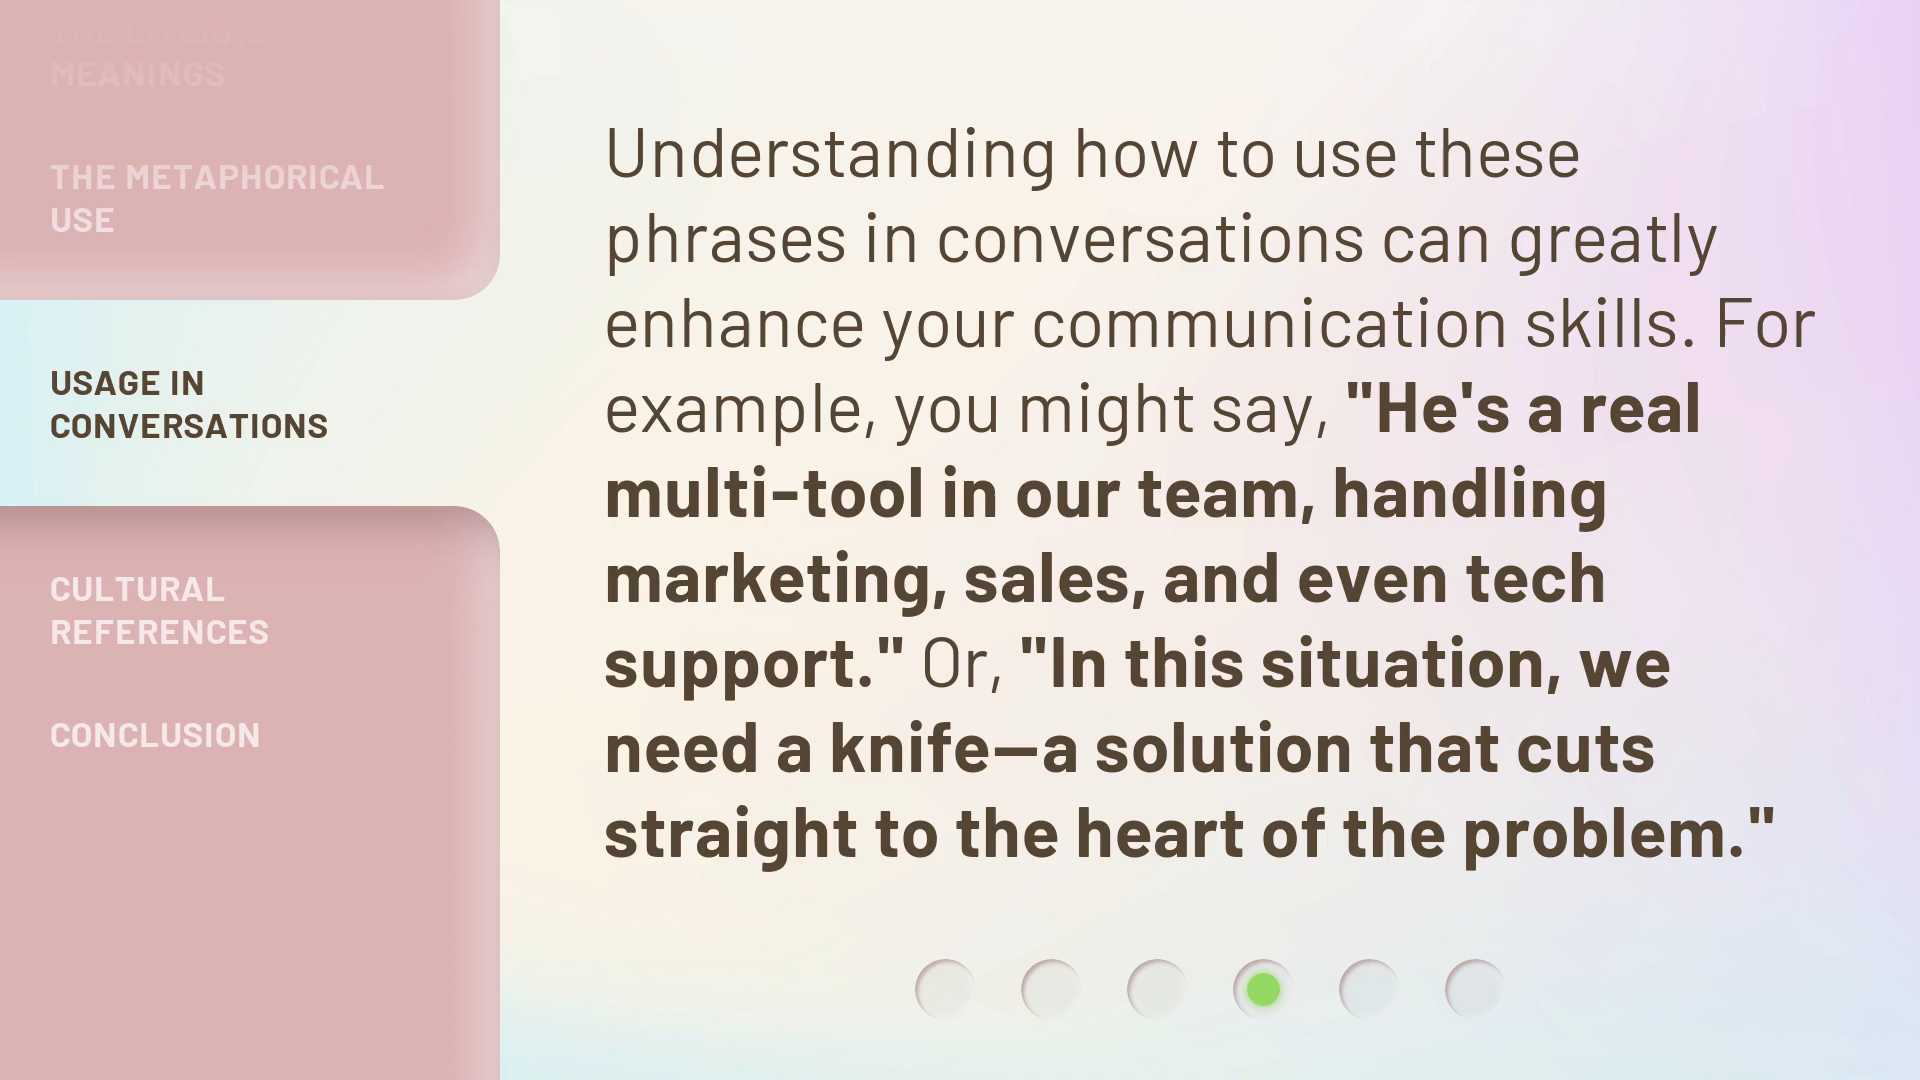 THE LITERAL
MEANINGS
THE METAPHORICAL
USE
USAGE IN
CONVERSATIONS
CULTURAL
REFERENCES
CONCLUSION
Understanding how to use these
phrases in conversations can greatly
enhance your communication skills. For
example, you might say, "He's a real
multi-tool in our team, handling
marketing, sales, and even tech
support." Or, "In this situation, we
need a knife—a solution that cuts
straight to the heart of the problem."